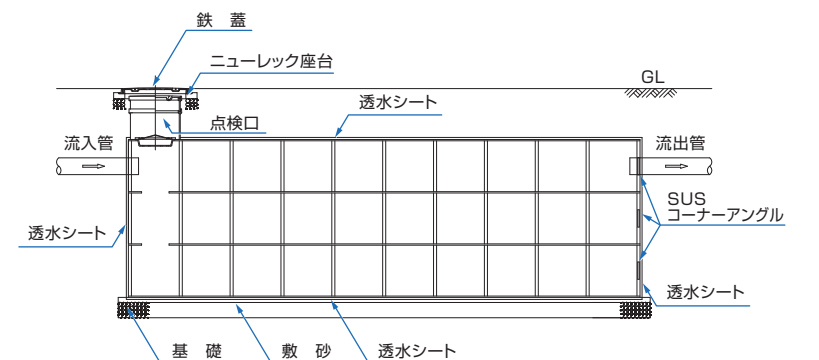 鉄 蓋
ニューレック座台
GL
透水シート
点検口
流入管
流出管
SUS
コーナーアングル
透水シート
透水シート
基 礎
敷 砂
透水シート